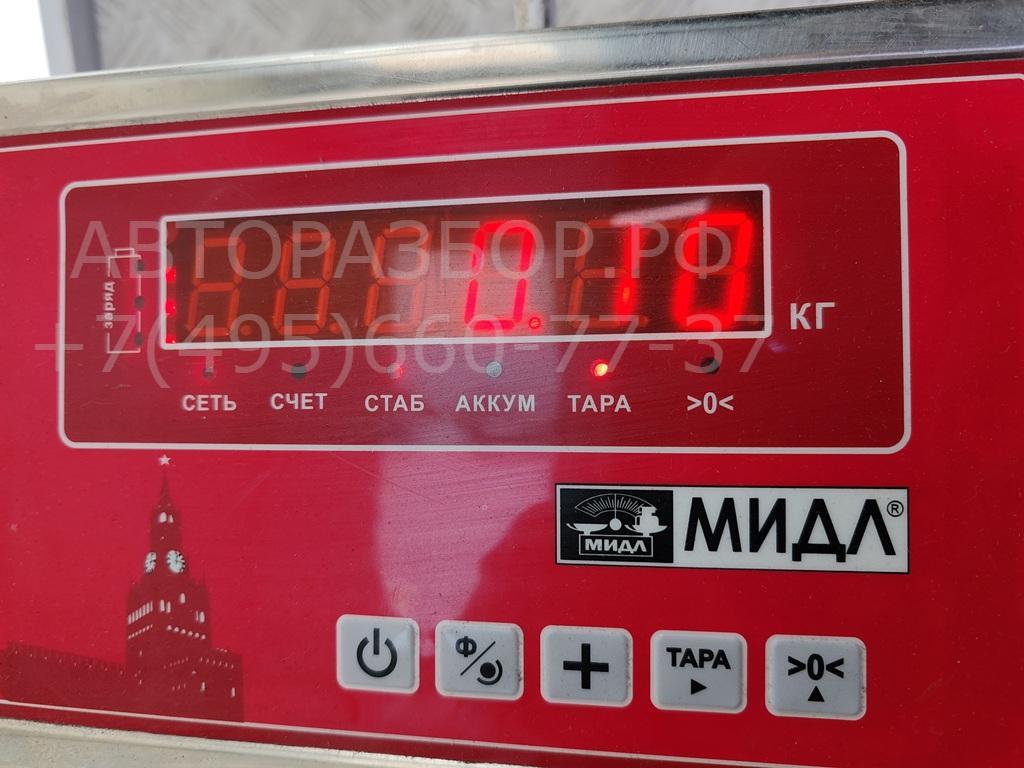 АВТОРАЗБОР.РФ
+7(495)660-77-37
заряд
0.10
КГ
СЕТЬ СЧЕТ СТАБ АККУМ ТАРА >0<
МИДЛ
МИДЛ®
Ф
ТАРА
>0<